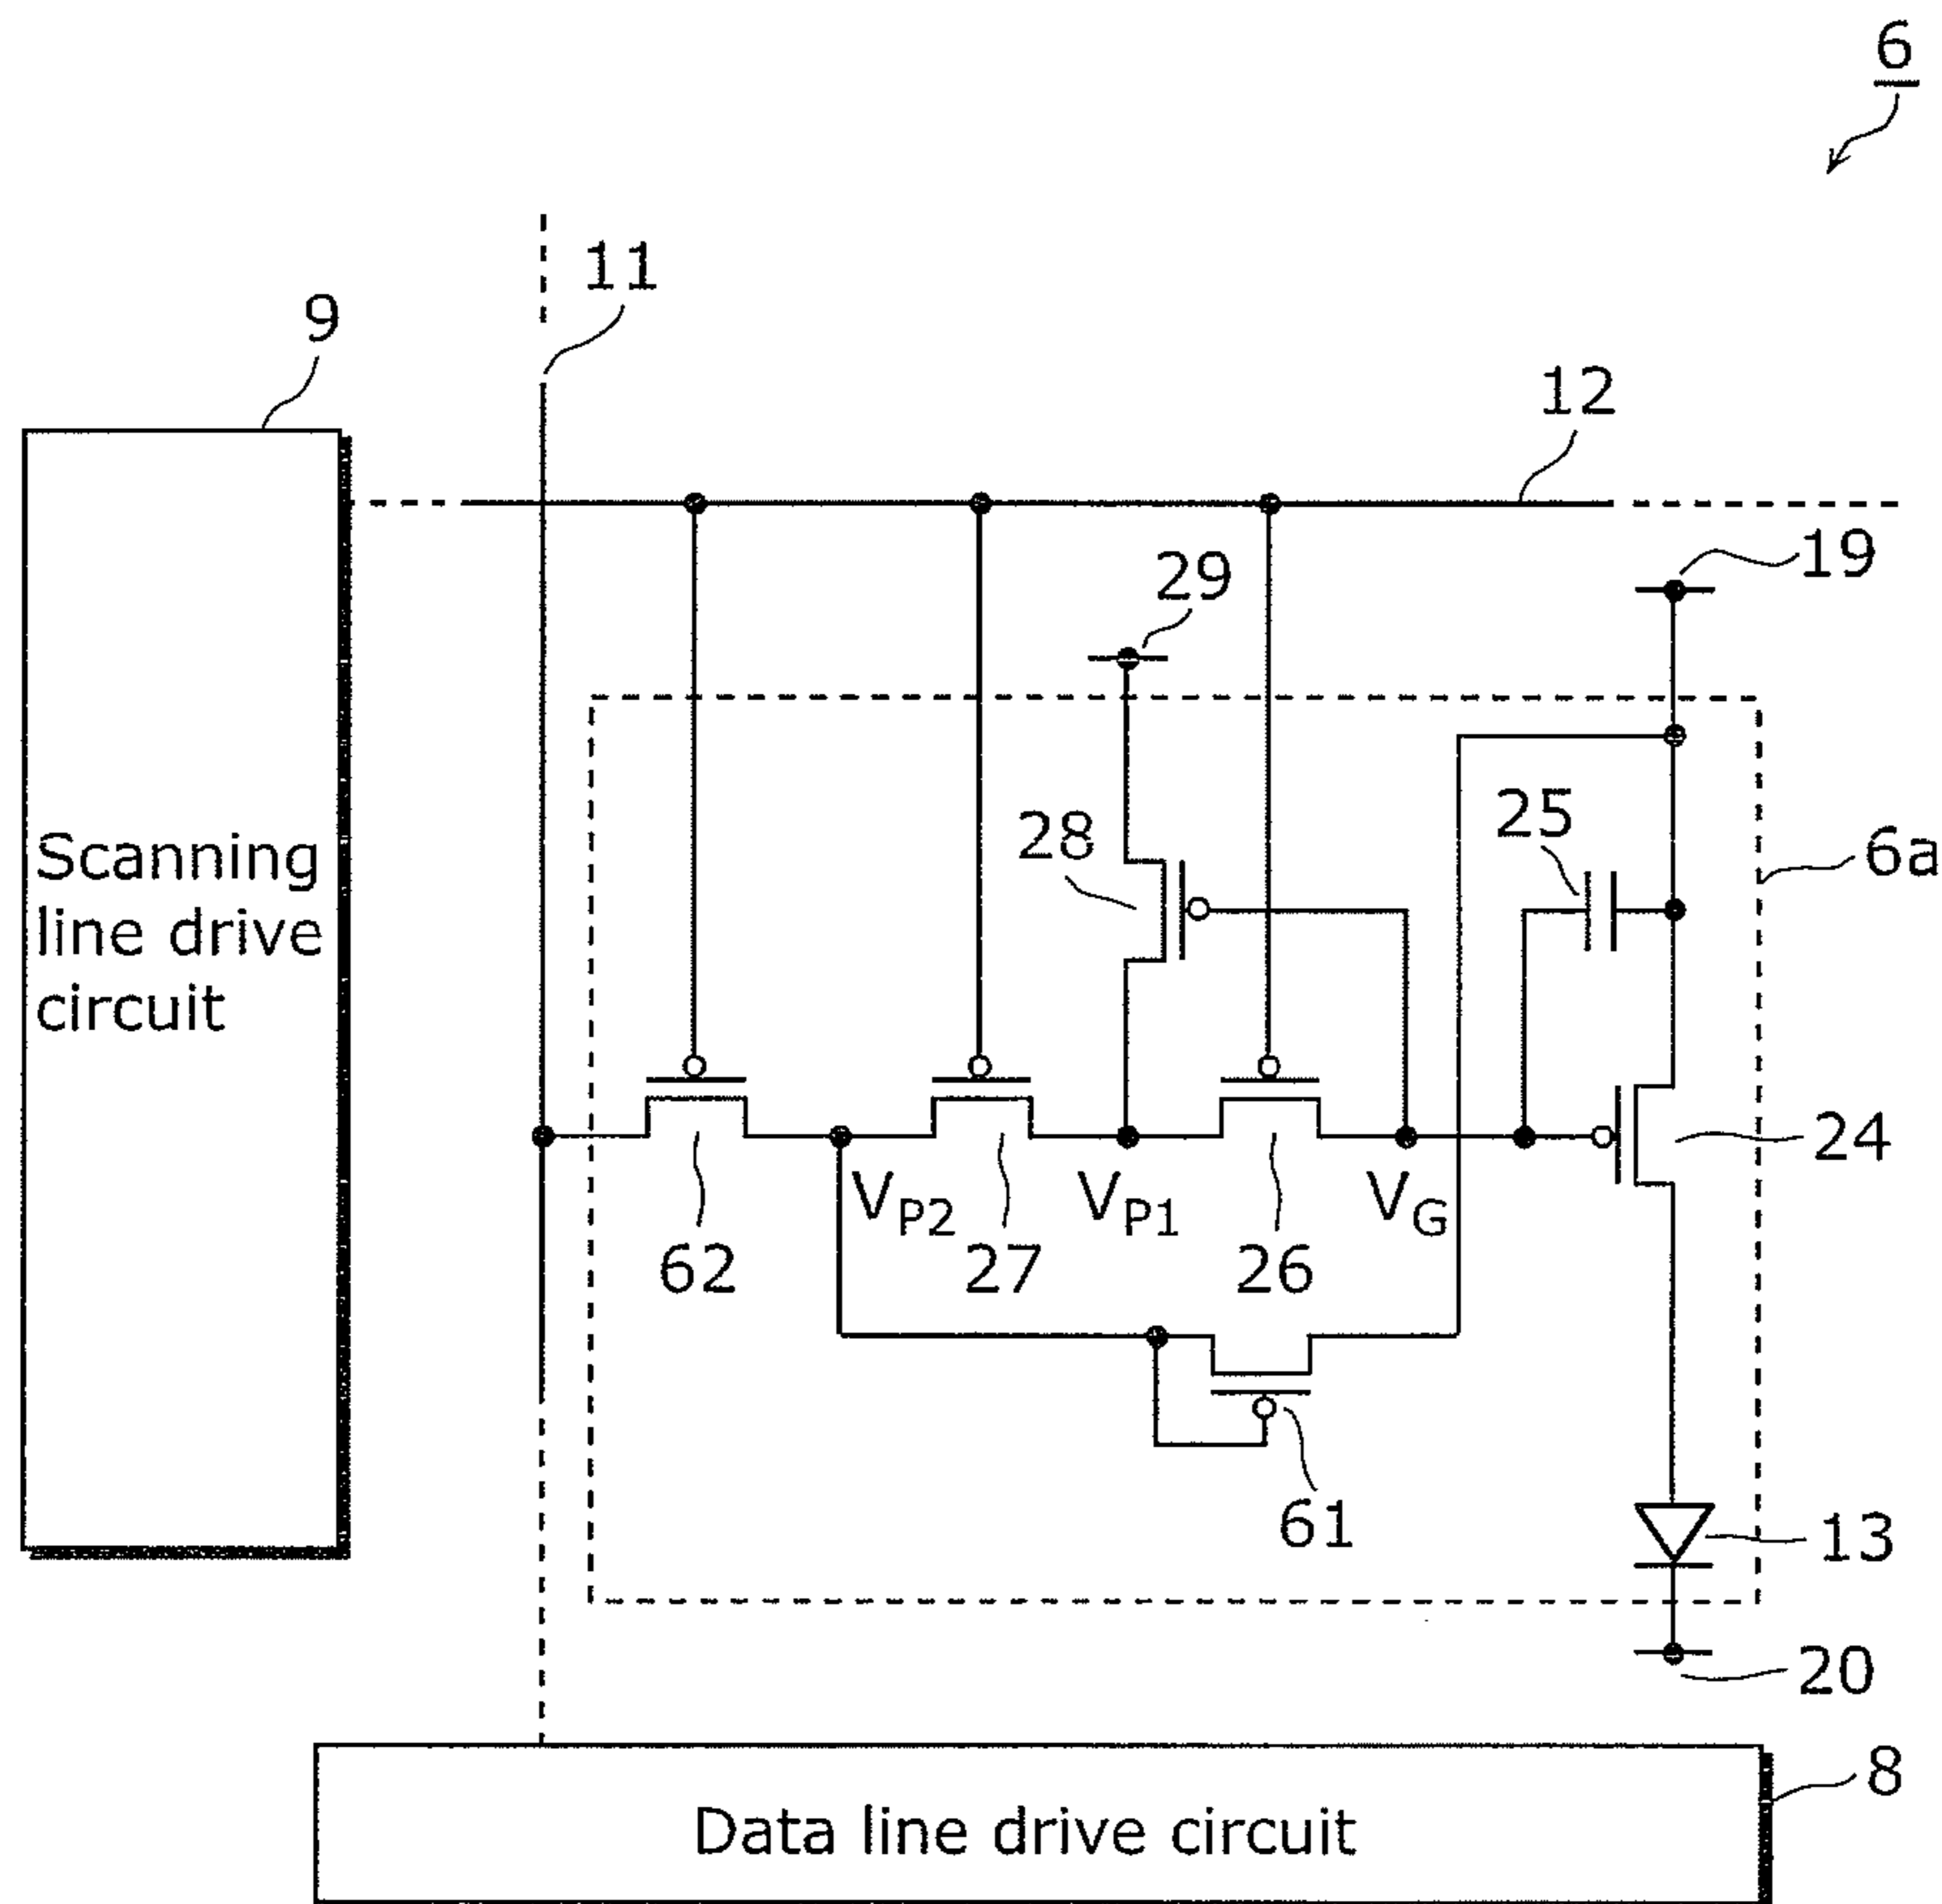 6
11
9
12
19
29
25
28
6a
Scanning
line drive
circuit
24
VP2
VP1
VG
62
27
26
61
13
20
8
Data line drive circuit